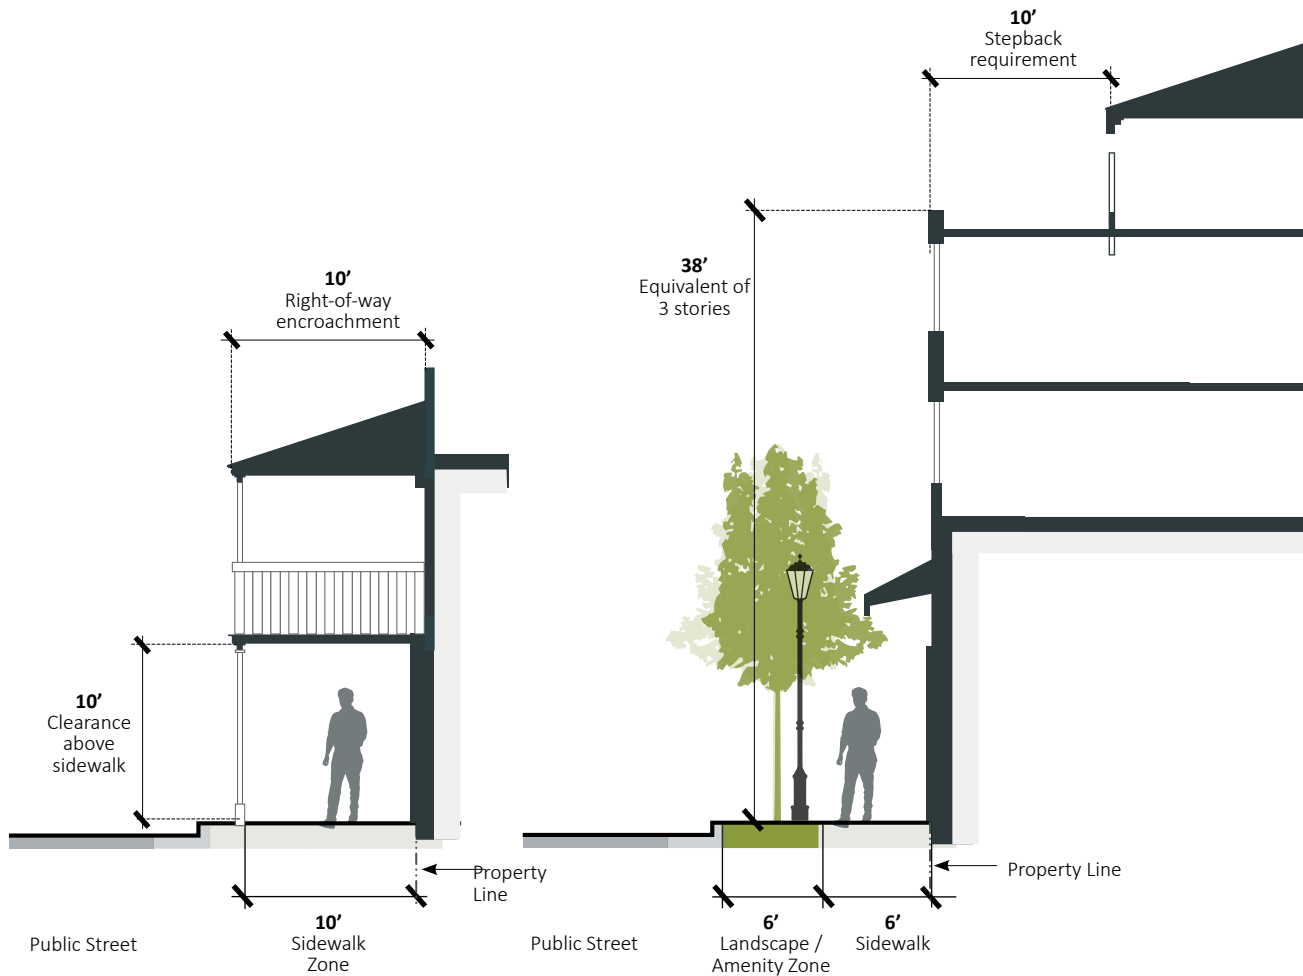 10’
Stepback
requirement
10’
Right-of-way
encroachment
38’
Equivalent of
3 stories
10’
Clearance
above
sidewalk
Property
Line
Property Line
10’
Sidewalk
Zone
Public Street
6’
Landscape /
Amenity Zone
6’
Sidewalk
Public Street